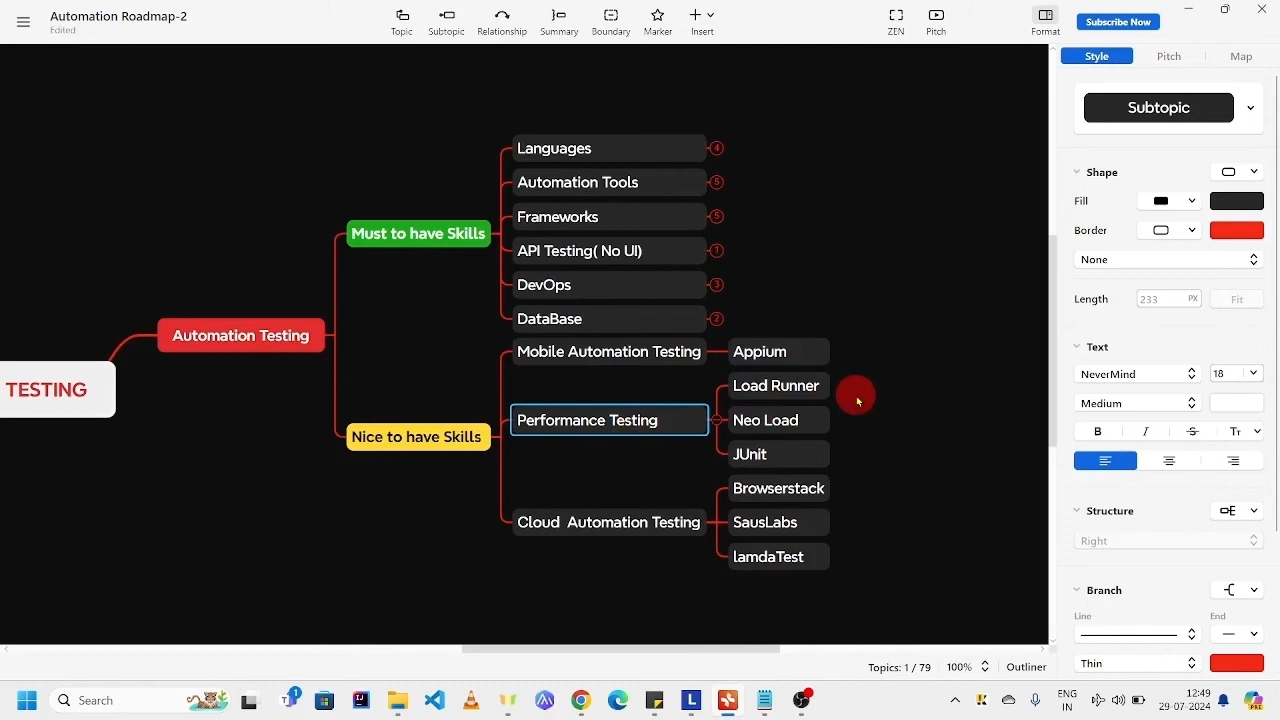 Automation Roadmap-2
Edited
Relationship
Summary
Boundary
Marker
Insert
ZEN
Pitch
Format
Subscribe Now
Style
Pitch
Map
Subtopic
Shape
Fill
Border
None
Length
233
PX
Fit
Text
NeverMind
18
Medium
B
I
S
Tт
Structure
Right
Branch
Line
End
Thin
Languages
4
Automation Tools
5
Frameworks
5
API Testing( No UI)
1
DevOps
3
DataBase
2
Must to have Skills
Automation Testing
TESTING
Nice to have Skills
Mobile Automation Testing
Appium
Performance Testing
Load Runner
Neo Load
JUnit
Cloud  Automation Testing
Browserstack
SausLabs
lamdaTest
Topics: 1 / 79
100%
Outliner
Search
1
ENG
IN
12:49
29-07-2024